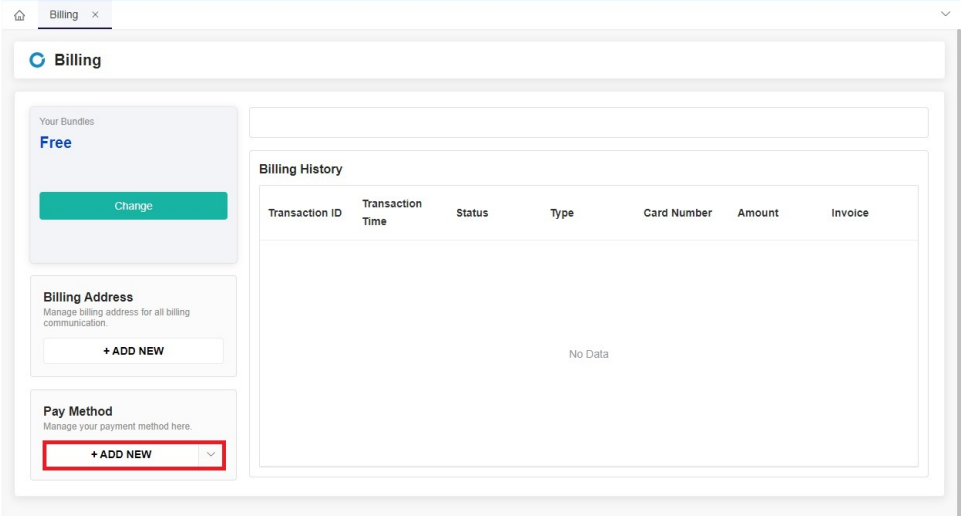 Billing ×
Billing
Your Bundles
Free
Change
Billing Address
Manage billing address for all billing
communication.
+ ADD NEW
Pay Method
Manage your payment method here.
+ ADD NEW
Billing History
Transaction ID
Transaction
Time
Status
Type
Card Number
Amount
Invoice
No Data